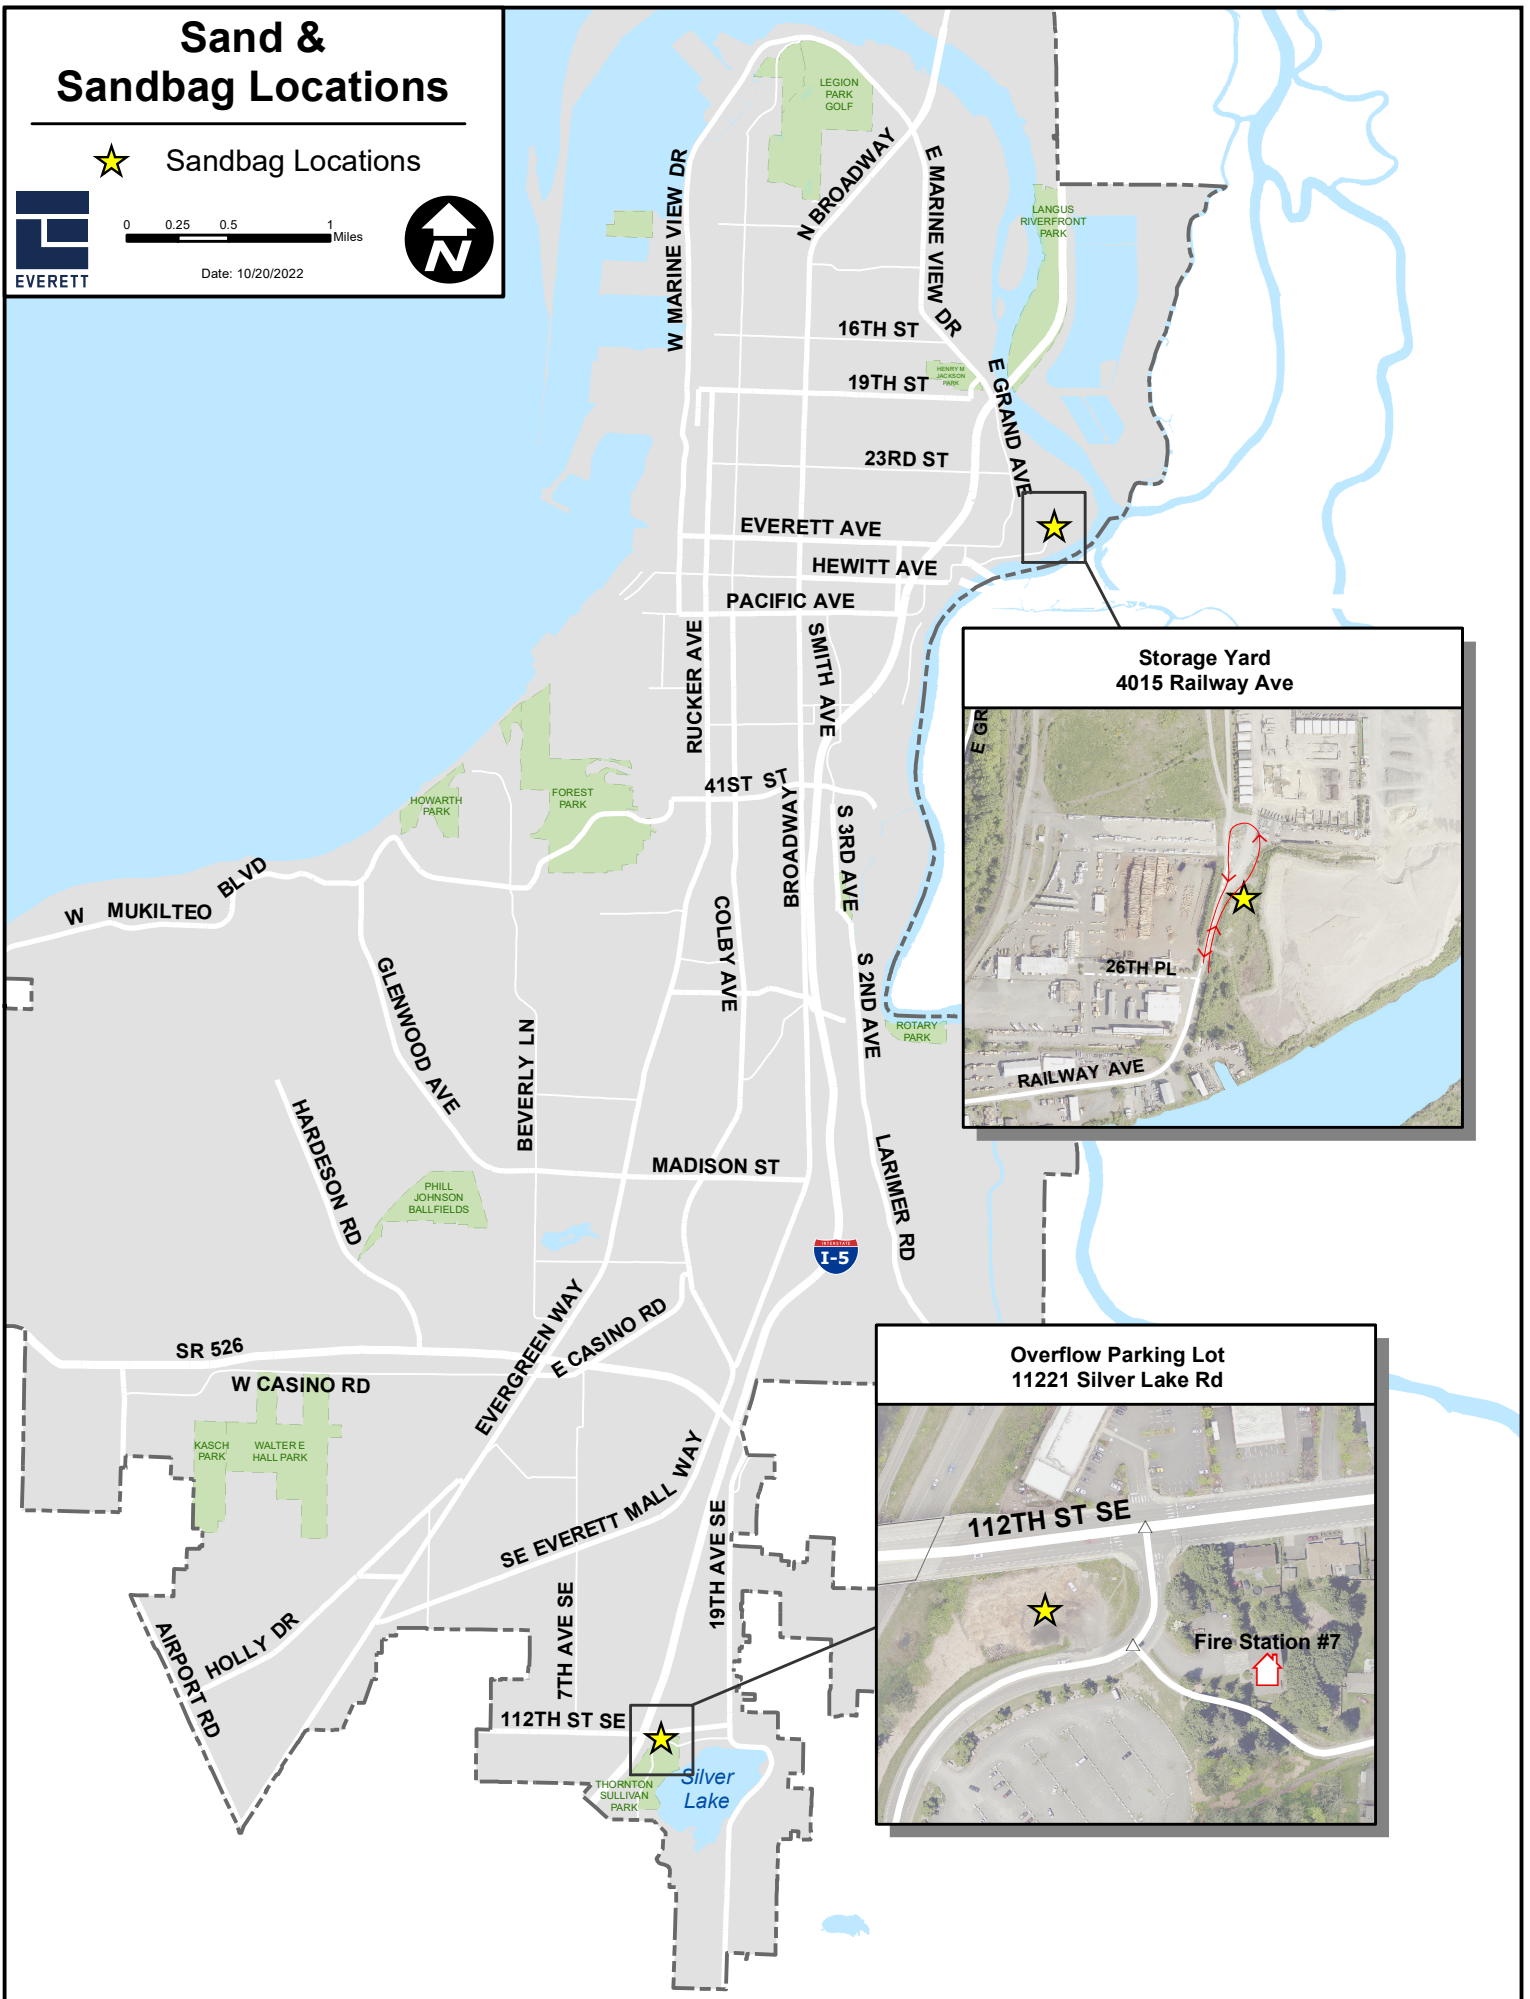 Sand &
Sandbag Locations
Sandbag Locations
EVERETT
0 0.25 0.5 1
Miles
Date: 10/20/2022
N
LEGION
PARK
GOLF
N BROADWAY
W MARINE VIEW DR
E MARINE VIEW DR
LANGUS
RIVERFRONT
PARK
16TH ST
HENRY M
JACKSON
PARK
19TH ST
E GRAND AVE
23RD ST
EVERETT AVE
HEWITT AVE
PACIFIC AVE
RUCKER AVE
SMITH AVE
Storage Yard
4015 Railway Ave
E GR
26TH PL
RAILWAY AVE
41ST ST
HOWARTH
PARK
FOREST
PARK
BROADWAY
S 3RD AVE
W MUKILTEO BLVD
COLBY AVE
S 2ND AVE
GLENWOOD AVE
BEVERLY LN
ROTARY
PARK
HARDESON RD
MADISON ST
LARIMER RD
PHILL
JOHNSON
BALLFIELDS
INTERSTATE
I-5
EVERGREEN WAY
E CASINO RD
SR 526
W CASINO RD
KASCH
PARK
WALTER E
HALL PARK
SE EVERETT MALL WAY
19TH AVE SE
7TH AVE SE
HOLLY DR
AIRPORT RD
112TH ST SE
THORNTON
SULLIVAN
PARK
Silver
Lake
Overflow Parking Lot
11221 Silver Lake Rd
112TH ST SE
Fire Station #7